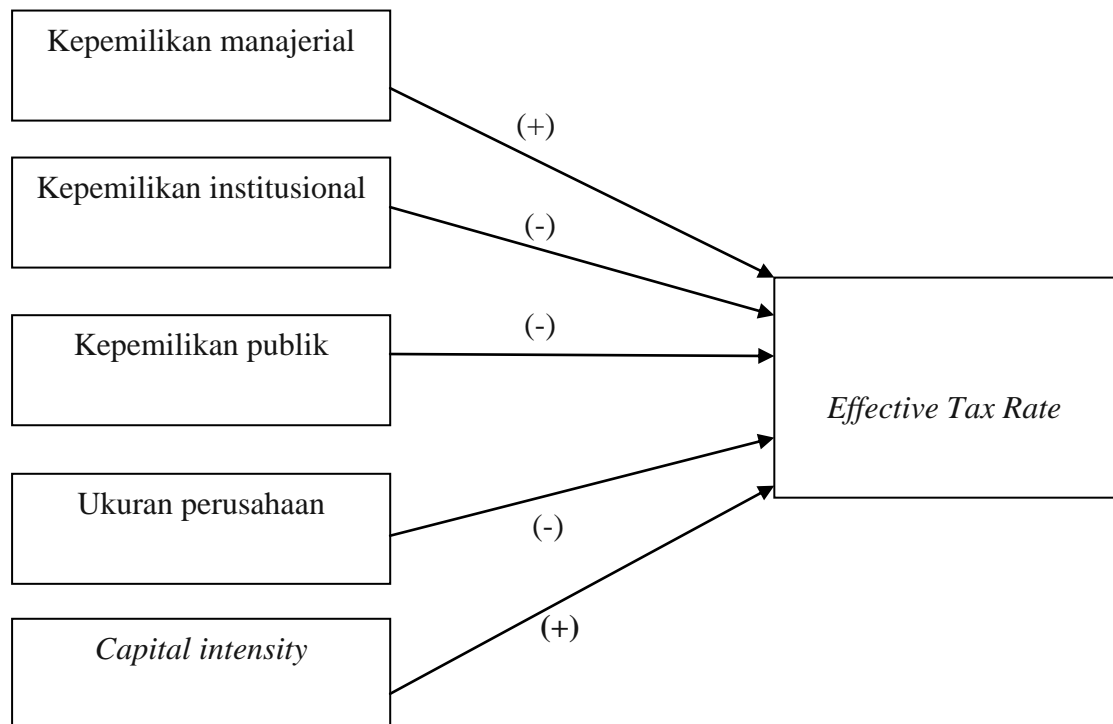 Kepemilikan manajerial
(+)
Kepemilikan institusional
(-)
Kepemilikan publik
(-)
Effective Tax Rate
Ukuran perusahaan
(-)
Capital intensity
(+)